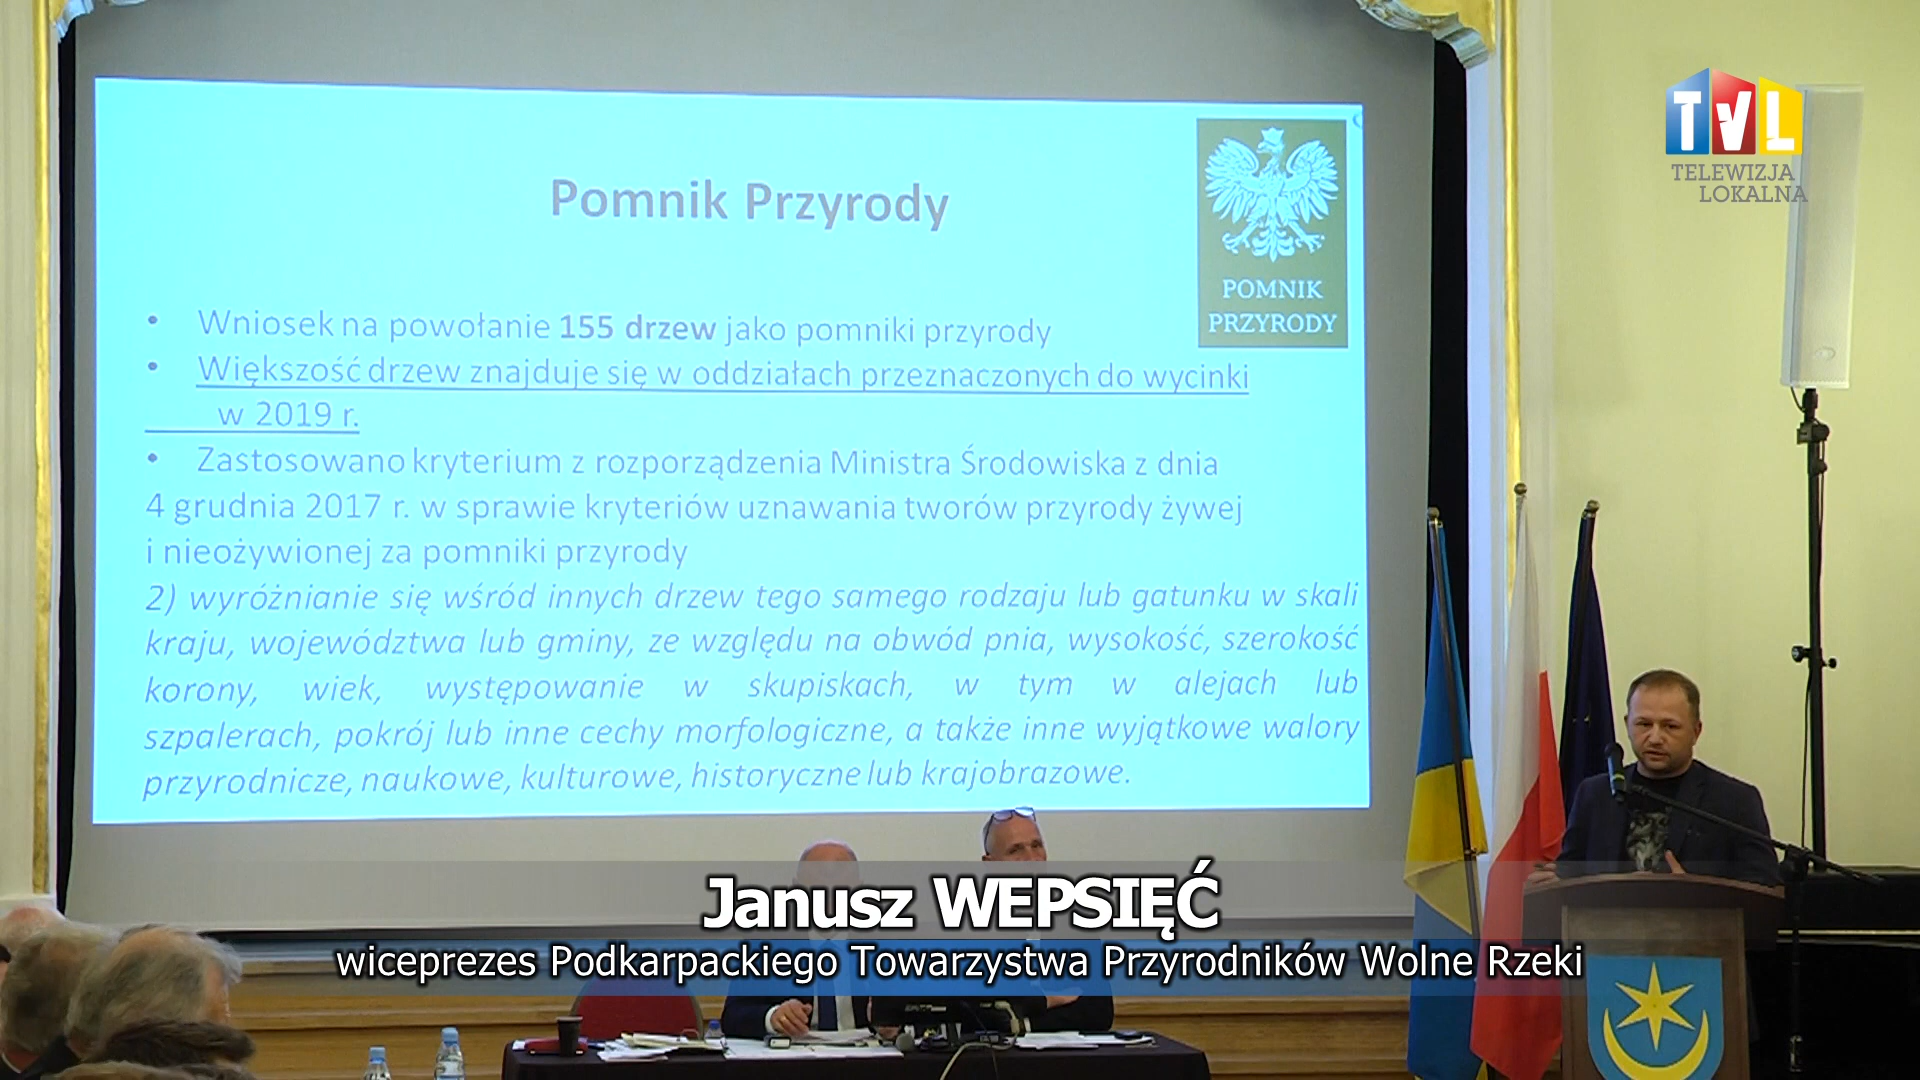 TVL
TELEWIZJA
LOKALNA
Pomnik Przyrody
POMNIK
PRZYRODY
• Wniosek na powołanie 155 drzew jako pomniki przyrody
• Większość drzew znajduje się w oddziałach przeznaczonych do wycinki
w 2019 r.
• Zastosowano kryterium z rozporządzenia Ministra Środowiska z dnia
4 grudnia 2017 r. w sprawie kryteriów uznawania tworów przyrody żywej
i nieożywionej za pomniki przyrody
2) wyróżnianie się wśród innych drzew tego samego rodzaju lub gatunku w skali
kraju, województwa lub gminy, ze względu na obwód pnia, wysokość, szerokość
korony, wiek, występowanie w skupiskach, w tym w alejach lub
szpalerach, pokrój lub inne cechy morfologiczne, a także inne wyjątkowe walory
przyrodnicze, naukowe, kulturowe, historyczne lub krajobrazowe.
Janusz WEPSIĘĆ
wiceprezes Podkarpackiego Towarzystwa Przyrodników Wolne Rzeki